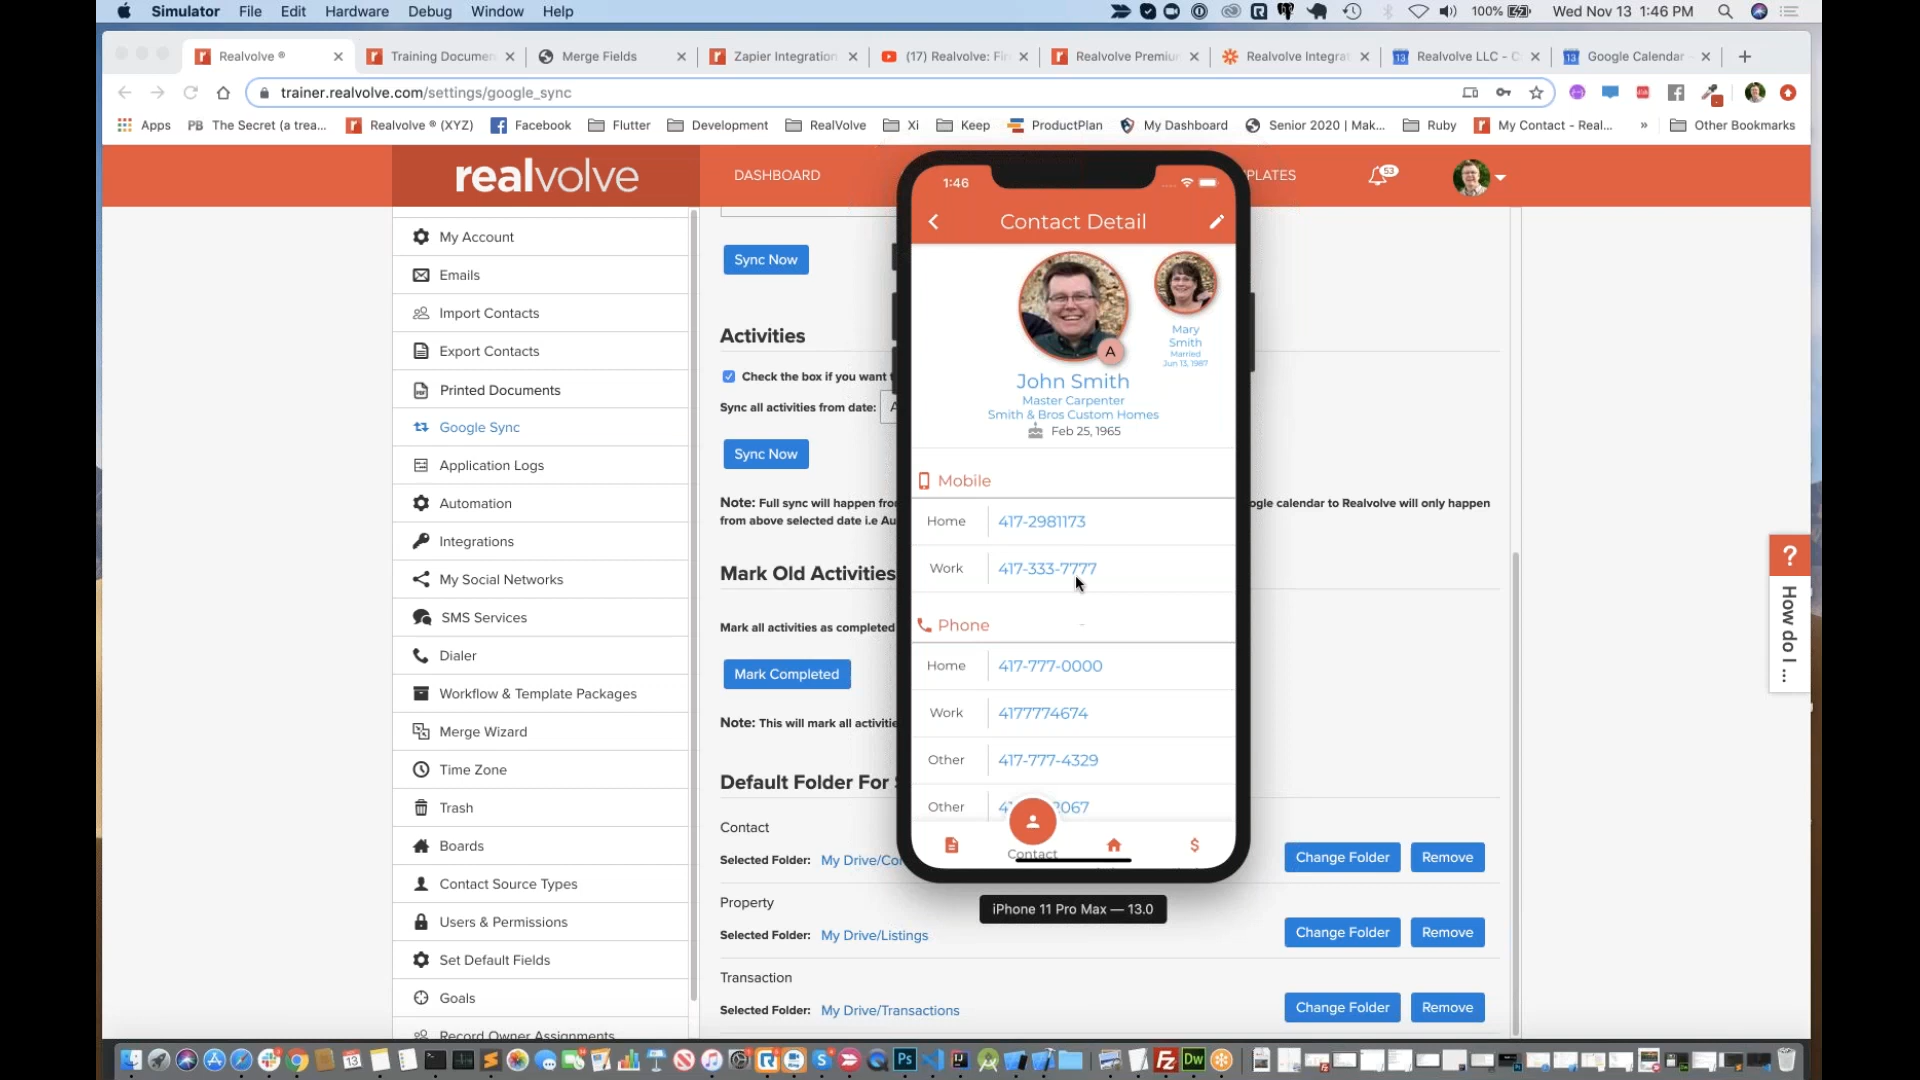 Simulator File Edit Hardware Debug Window Help
100% Wed Nov 13 1:46 PM
Realvolve ®
Training Documen
Merge Fields
Zapier Integration
(17) Realvolve: Fir
Realvolve Premium
Realvolve Integrat
Realvolve LLC - C
Google Calendar
trainer.realvolve.com/settings/google_sync
Apps
PB The Secret (a trea...
Realvolve ® (XYZ)
Facebook
Flutter
Development
RealVolve
Xi
Keep
ProductPlan
My Dashboard
Senior 2020 | Mak...
Ruby
My Contact - Real...
»
Other Bookmarks
realvolve
DASHBOARD
PLATES
53
My Account
Emails
Import Contacts
Export Contacts
Printed Documents
Google Sync
Application Logs
Automation
Integrations
My Social Networks
SMS Services
Dialer
Workflow & Template Packages
Merge Wizard
Time Zone
Trash
Boards
Contact Source Types
Users & Permissions
Set Default Fields
Goals
Record Owner Assignments
Sync Now
Activities
Check the box if you want t
Sync all activities from date: A
Sync Now
Note: Full sync will happen fro
ogle calendar to Realvolve will only happen
from above selected date i.e Au
Mark Old Activities
Mark all activities as completed
Mark Completed
Note: This will mark all activitie
Default Folder For
Contact
Selected Folder: My Drive/Con
Change Folder Remove
Property
Selected Folder: My Drive/Listings
Change Folder Remove
Transaction
Selected Folder: My Drive/Transactions
Change Folder Remove
1:46
Contact Detail
A
Mary
Smith
Married
Jun 13, 1987
John Smith
Master Carpenter
Smith & Bros Custom Homes
Feb 25, 1965
Mobile
Home 417-2981173
Work 417-333-7777
Phone
Home 417-777-0000
Work 4177774674
Other 417-777-4329
Other 4 2067
Contact
iPhone 11 Pro Max — 13.0
?
How do I ...